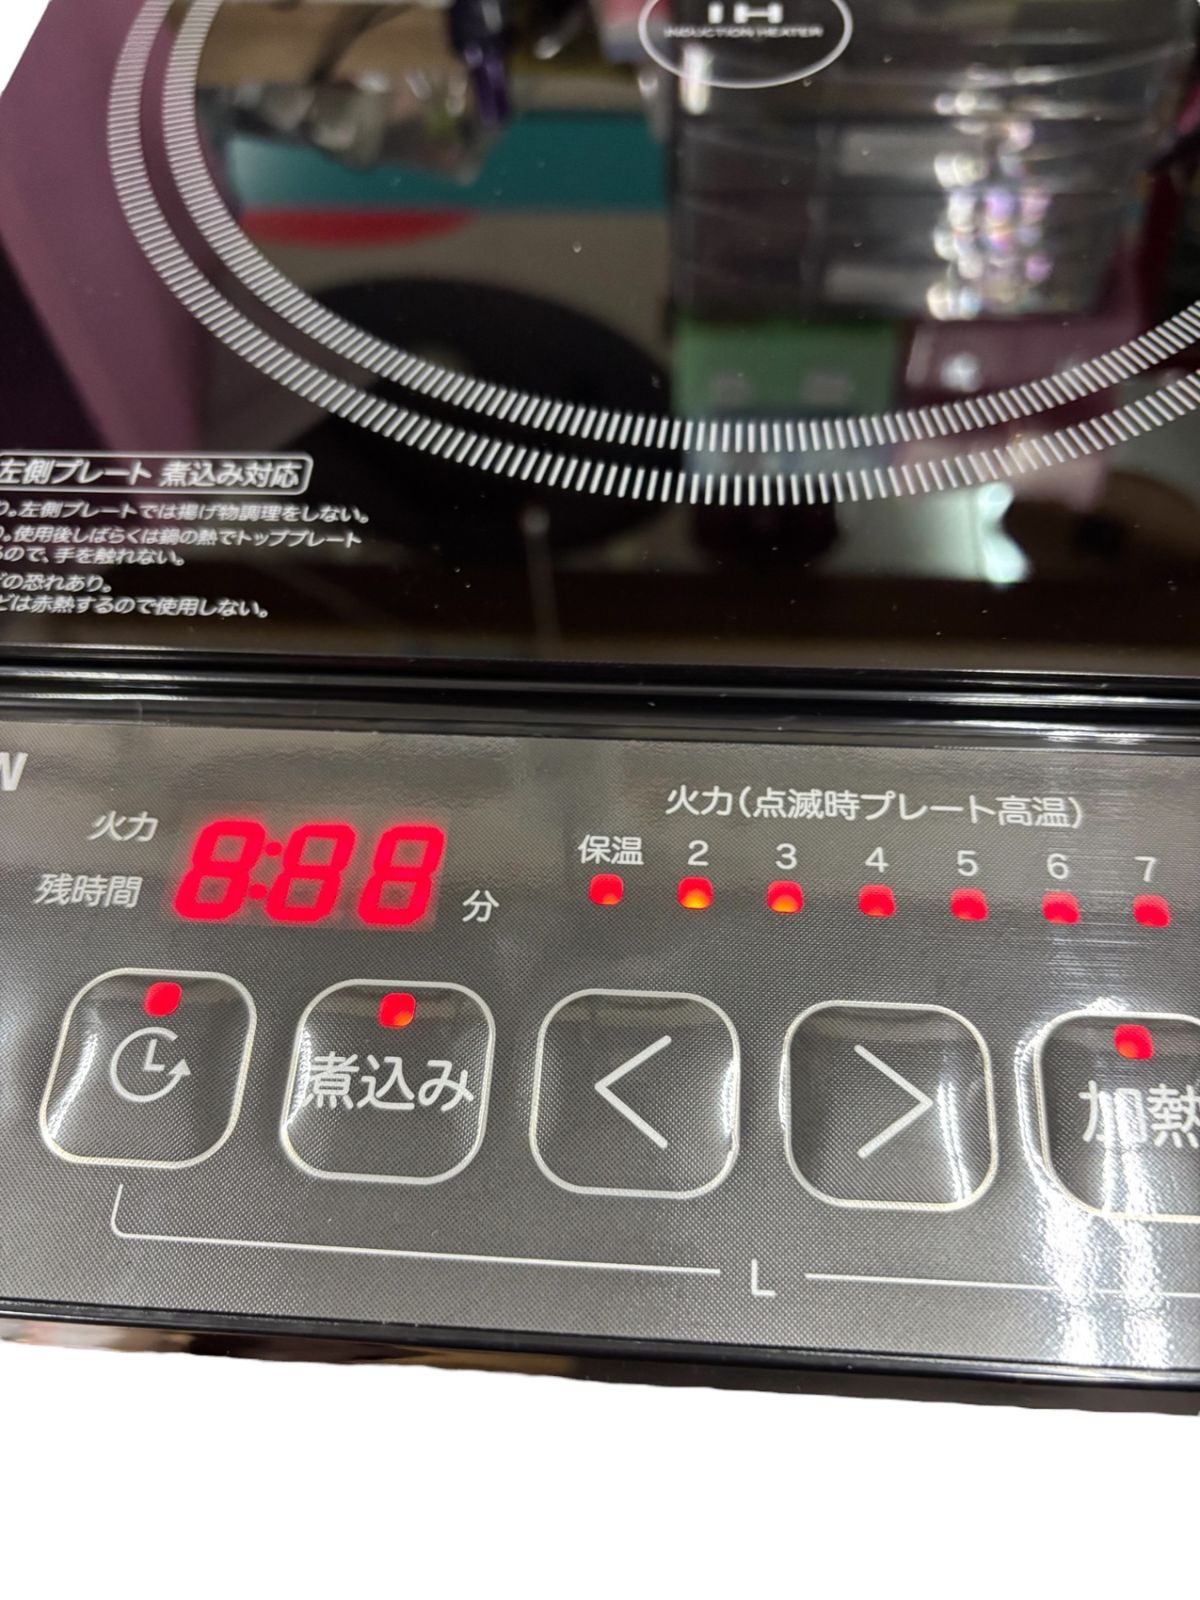 IH
INDUCTION HEATER
左側プレート 煮込み対応
り。左側プレートでは揚げ物調理をしない。
り。使用後しばらくは鍋の熱でトッププレート
るので、手を触れない。
どの恐れあり。
どは赤熱するので使用しない。
W
火力
残時間
8:88
分
火力(点滅時プレート高温)
保温 2 3 4 5 6 7
煮込み
<
>
加熱
L